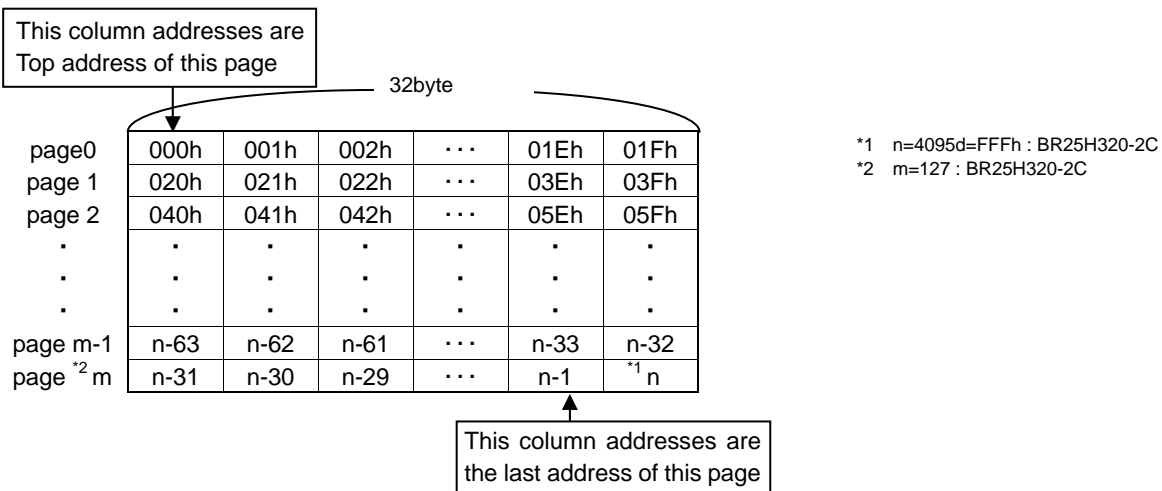 This column addresses are
Top address of this page
32byte
page0 000h 001h 002h ··· 01Eh 01Fh
page 1 020h 021h 022h ··· 03Eh 03Fh
page 2 040h 041h 042h ··· 05Eh 05Fh
· · · · · · ·
· · · · · · ·
· · · · · · ·
page m-1 n-63 n-62 n-61 ··· n-33 n-32
page *2 m n-31 n-30 n-29 ··· n-1 *1 n
This column addresses are
the last address of this page
*1 n=4095d=FFFh : BR25H320-2C
*2 m=127 : BR25H320-2C